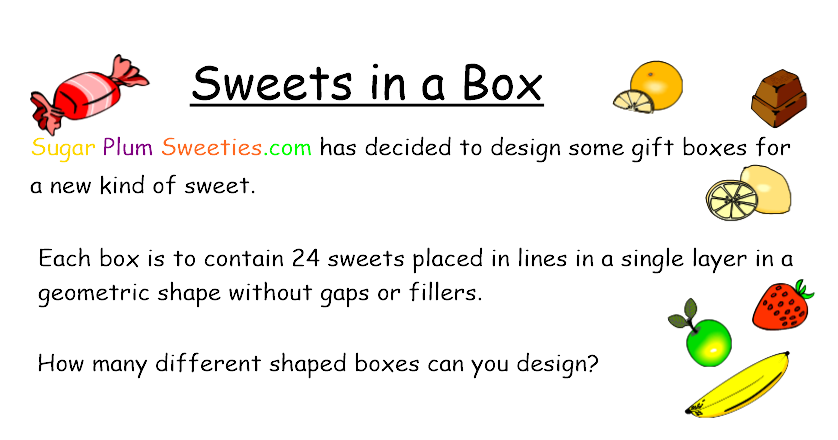 Sweets in a Box
Sugar Plum Sweeties.com has decided to design some gift boxes for
a new kind of sweet.
Each box is to contain 24 sweets placed in lines in a single layer in a
geometric shape without gaps or fillers.
How many different shaped boxes can you design?